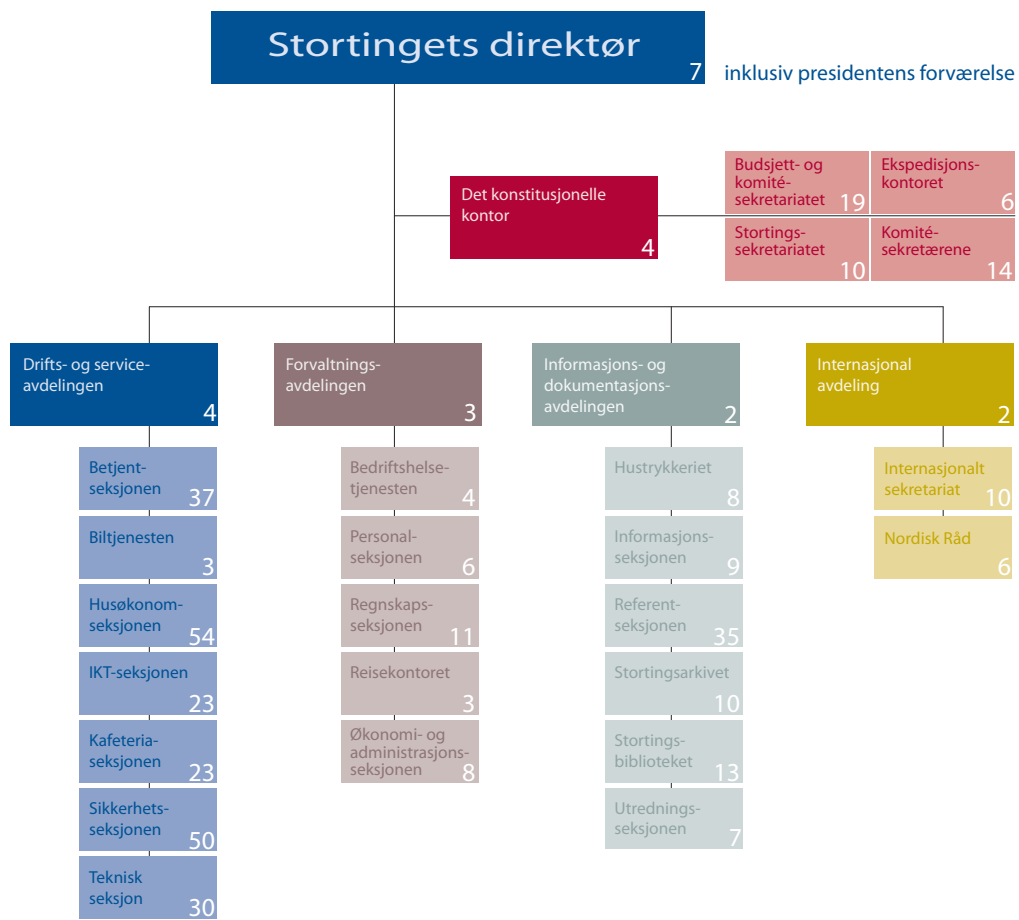 Stortingets direktør
7
inklusiv presidentens forværelse
Det konstitusjonelle
kontor
4
Budsjett- og
komité-
sekretariatet
19
Ekspedisjons-
kontoret
6
Stortings-
sekretariatet
10
Komité-
sekretærene
14
Drifts- og service-
avdelingen
4
Betjent-
seksjonen
37
Biltjenesten
3
Husøkonom-
seksjonen
54
IKT-seksjonen
23
Kafeteria-
seksjonen
23
Sikkerhets-
seksjonen
50
Teknisk
seksjon
30
Forvaltnings-
avdelingen
3
Bedriftshelse-
tjenesten
4
Personal-
seksjonen
6
Regnskaps-
seksjonen
11
Reisekontoret
3
Økonomi- og
administrasjons-
seksjonen
8
Informasjons- og
dokumentasjons-
avdelingen
2
Hustrykkeriet
8
Informasjons-
seksjonen
9
Referent-
seksjonen
35
Stortingsarkivet
10
Stortings-
biblioteket
13
Utrednings-
seksjonen
7
Internasjonal
avdeling
2
Internasjonalt
sekretariat
10
Nordisk Råd
6